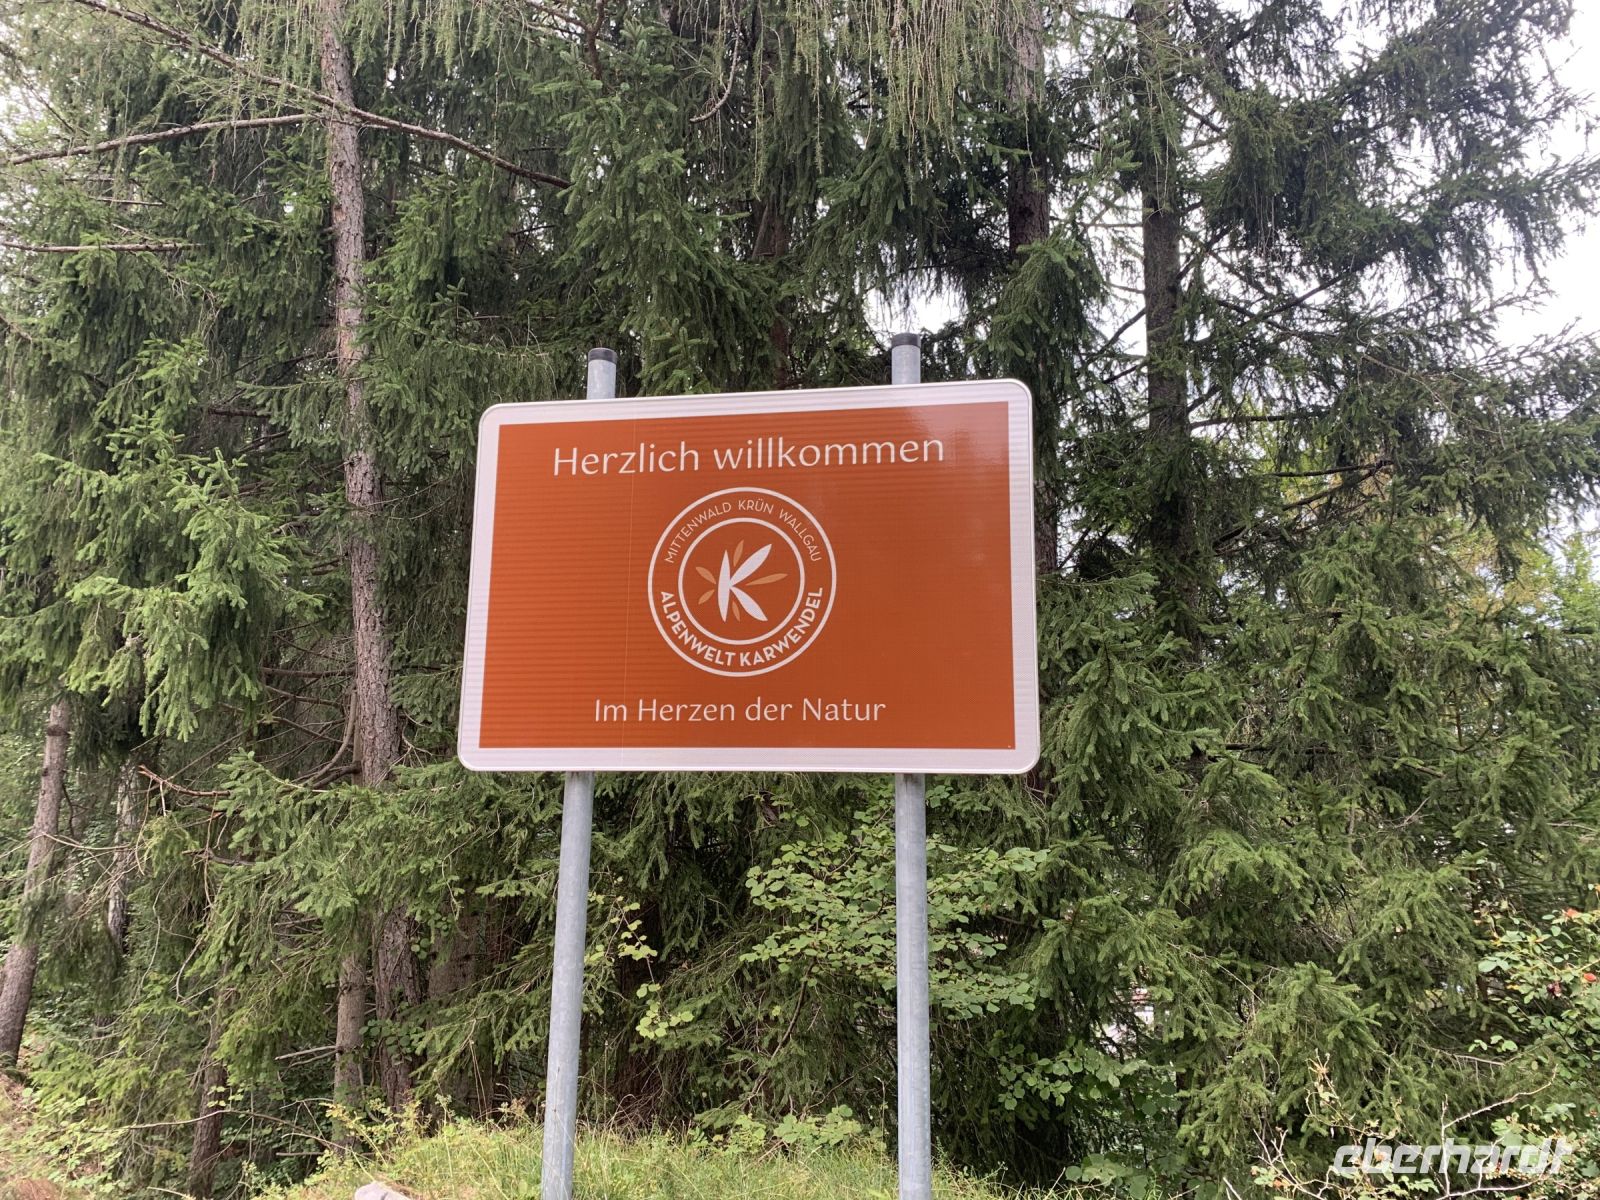 Herzlich willkommen
MITTENWALD KRÜN WALLGAU
K
ALPENWELT KARWENDEL
Im Herzen der Natur
eberhardt